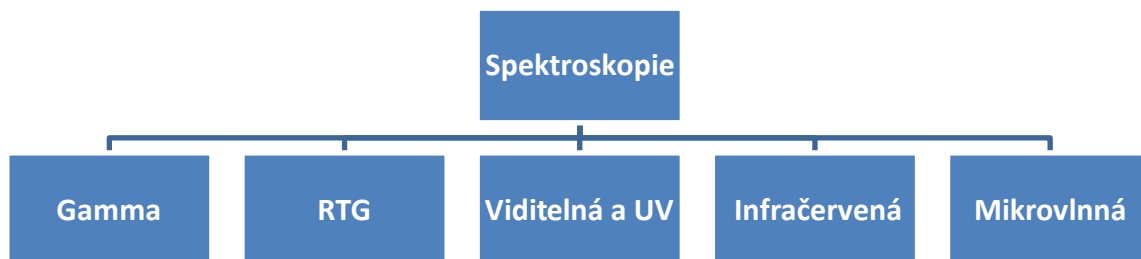 Spektroskopie
Gamma
RTG
Viditelná a UV
Infračervená
Mikrovlnná